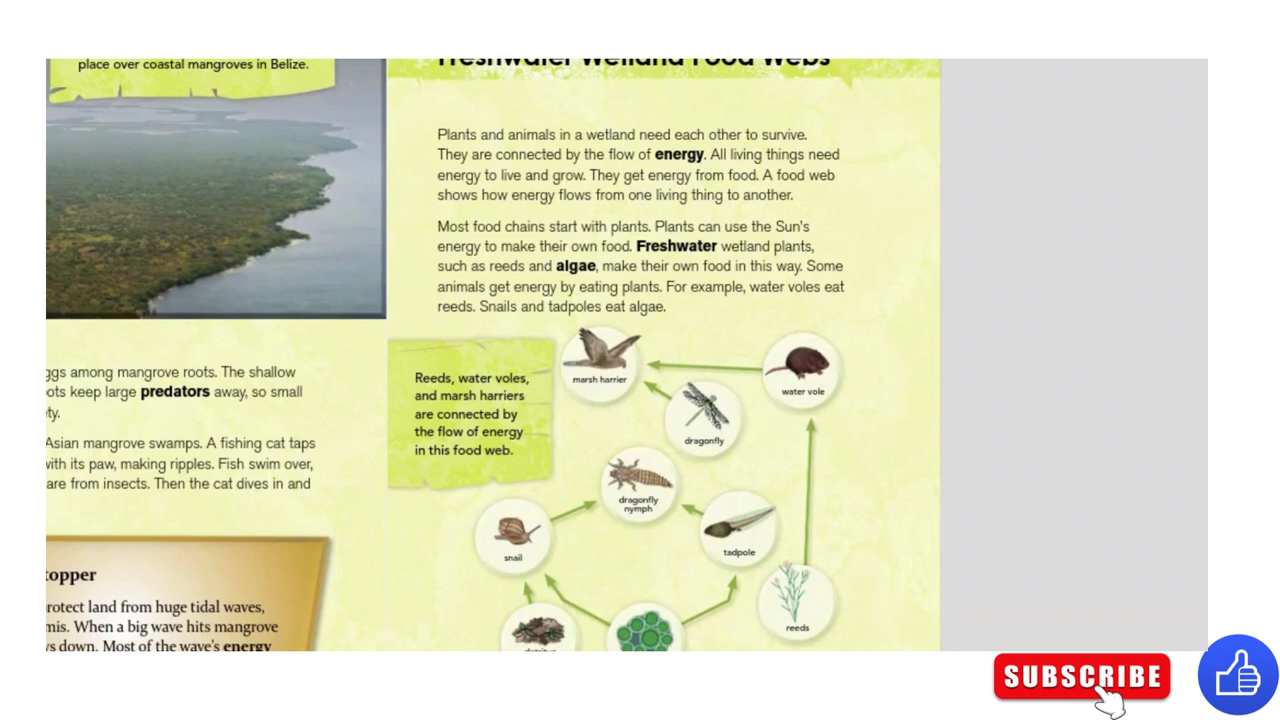 place over coastal mangroves in Belize.
ggs among mangrove roots. The shallow
ots keep large predators away, so small
ty.
Asian mangrove swamps. A fishing cat taps
with its paw, making ripples. Fish swim over,
are from insects. Then the cat dives in and
topper
rotect land from huge tidal waves,
mis. When a big wave hits mangrove
vs down. Most of the wave's energy
Freshwater Wetland Food Webs
Plants and animals in a wetland need each other to survive.
They are connected by the flow of energy. All living things need
energy to live and grow. They get energy from food. A food web
shows how energy flows from one living thing to another.
Most food chains start with plants. Plants can use the Sun's
energy to make their own food. Freshwater wetland plants,
such as reeds and algae, make their own food in this way. Some
animals get energy by eating plants. For example, water voles eat
reeds. Snails and tadpoles eat algae.
Reeds, water voles,
and marsh harriers
are connected by
the flow of energy
in this food web.
marsh harrier
water vole
dragonfly
dragonfly
nymph
snail
tadpole
reeds
detritus
SUBSCRIBE